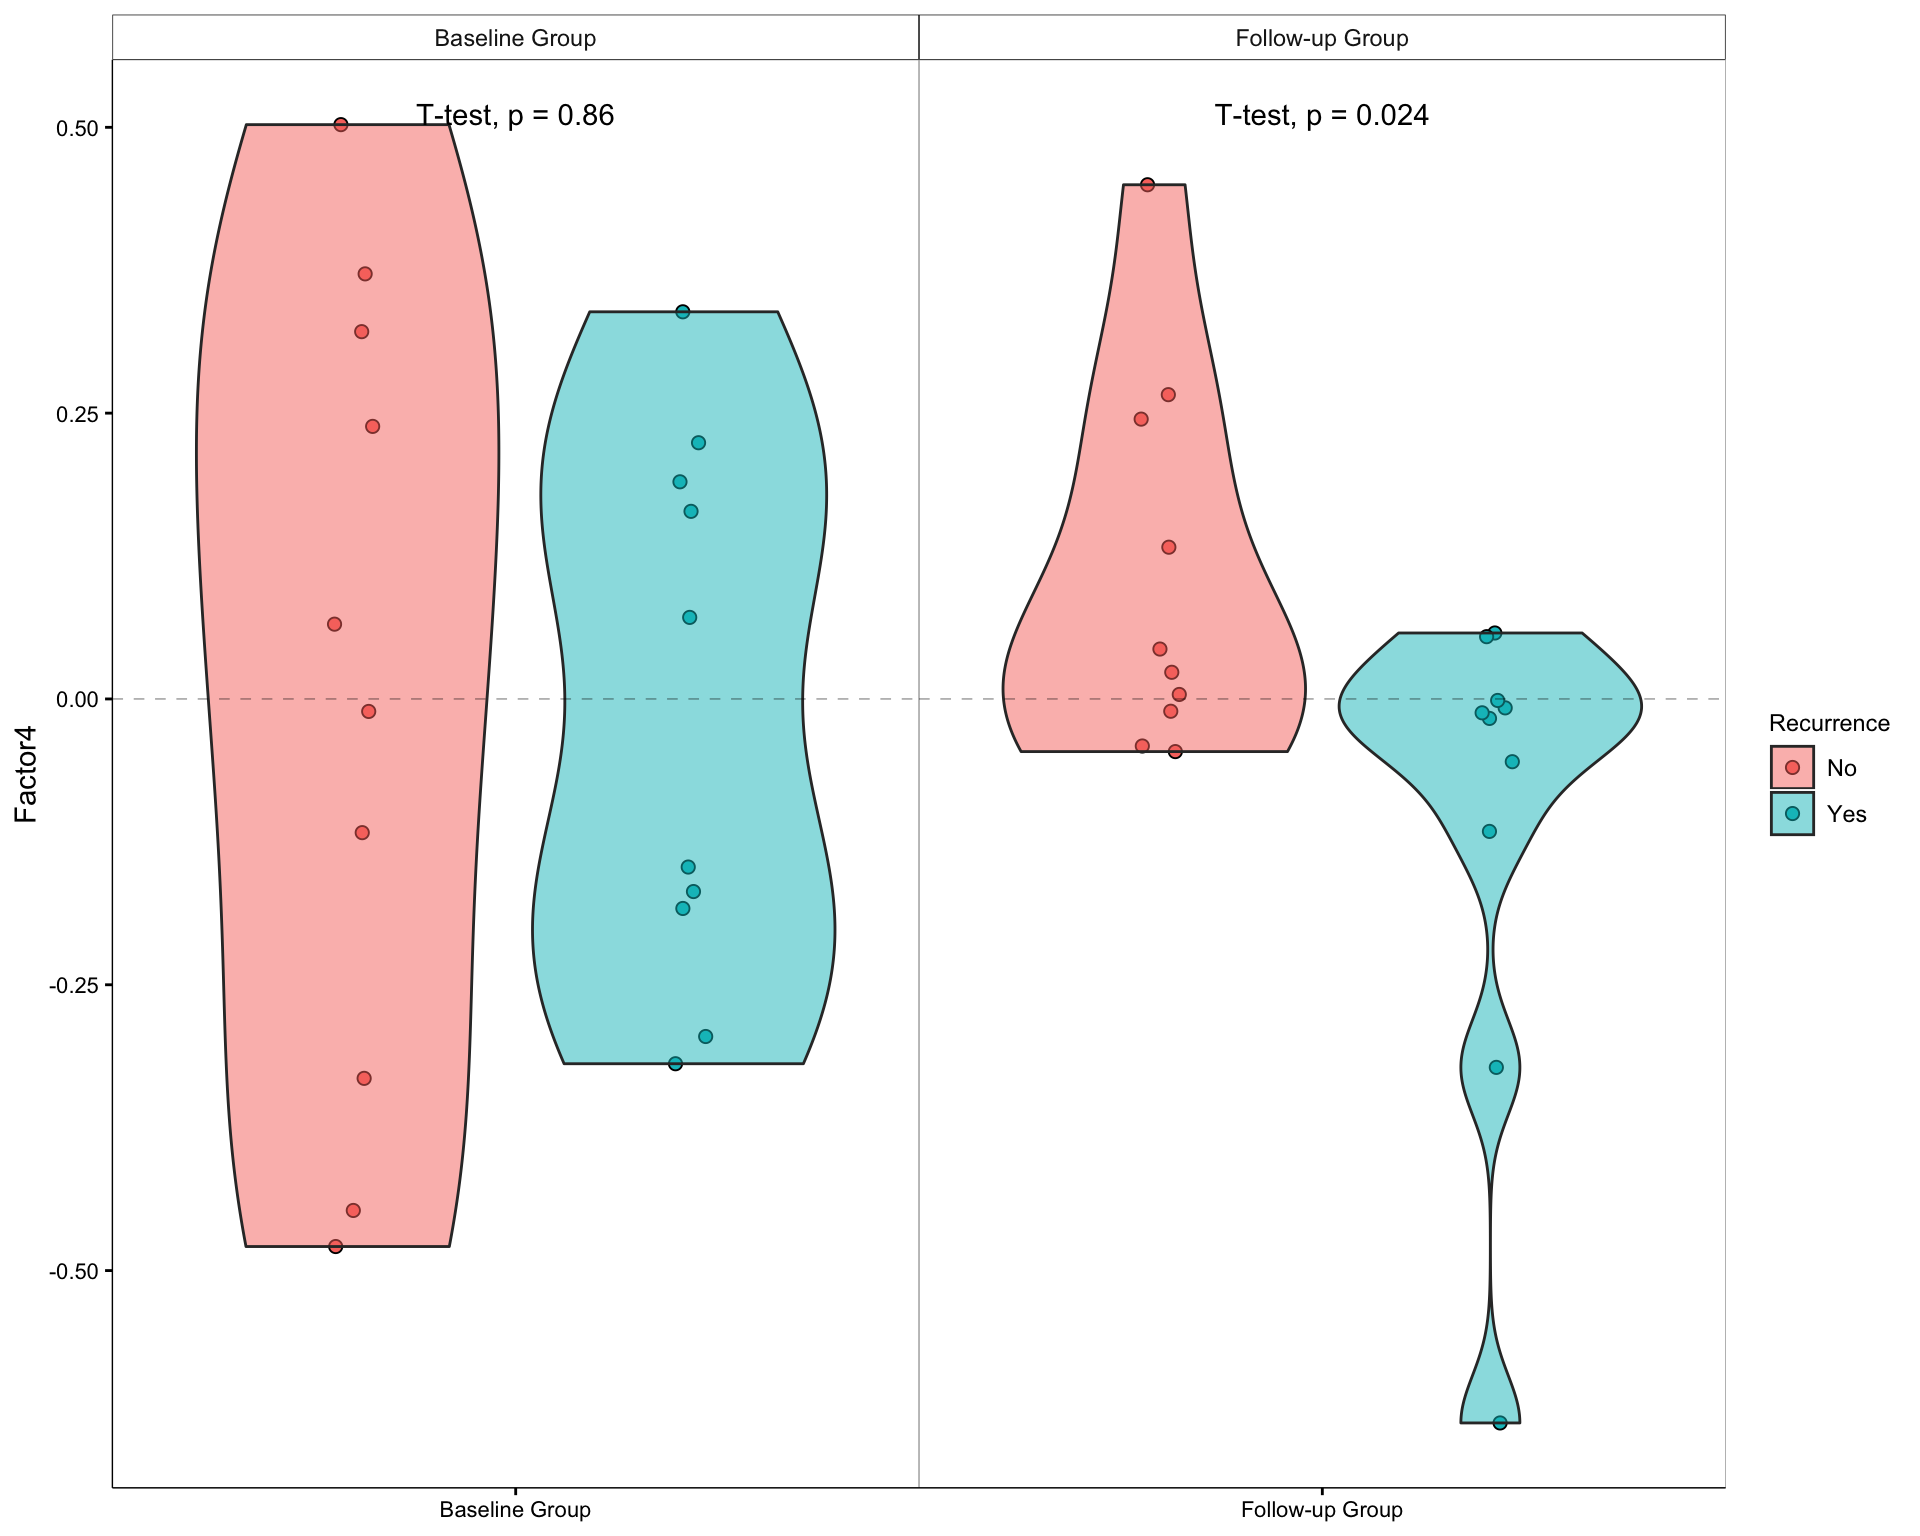 Baseline Group
Follow-up Group
T-test, p = 0.86
T-test, p = 0.024
0.50
0.25
0.00
-0.25
-0.50
Factor4
Baseline Group
Follow-up Group
Recurrence
No
Yes